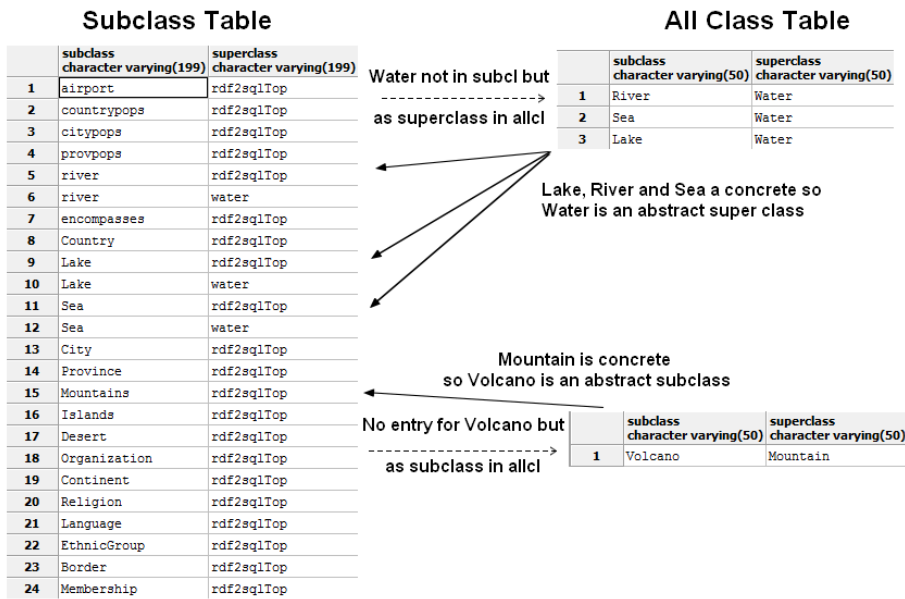 Subclass Table
subclass superclass
character varying(199) character varying(199)
1 airport rdf2sqlTop
2 countrypops rdf2sqlTop
3 citypops rdf2sqlTop
4 provpops rdf2sqlTop
5 river rdf2sqlTop
6 river water
7 encompasses rdf2sqlTop
8 Country rdf2sqlTop
9 Lake rdf2sqlTop
10 Lake water
11 Sea rdf2sqlTop
12 Sea water
13 City rdf2sqlTop
14 Province rdf2sqlTop
15 Mountains rdf2sqlTop
16 Islands rdf2sqlTop
17 Desert rdf2sqlTop
18 Organization rdf2sqlTop
19 Continent rdf2sqlTop
20 Religion rdf2sqlTop
21 Language rdf2sqlTop
22 EthnicGroup rdf2sqlTop
23 Border rdf2sqlTop
24 Membership rdf2sqlTop
Water not in subcl but
as superclass in allcl
All Class Table
subclass superclass
character varying(50) character varying(50)
1 River Water
2 Sea Water
3 Lake Water
Lake, River and Sea a concrete so
Water is an abstract super class
Mountain is concrete
so Volcano is an abstract subclass
No entry for Volcano but
as subclass in allcl
subclass superclass
character varying(50) character varying(50)
1 Volcano Mountain